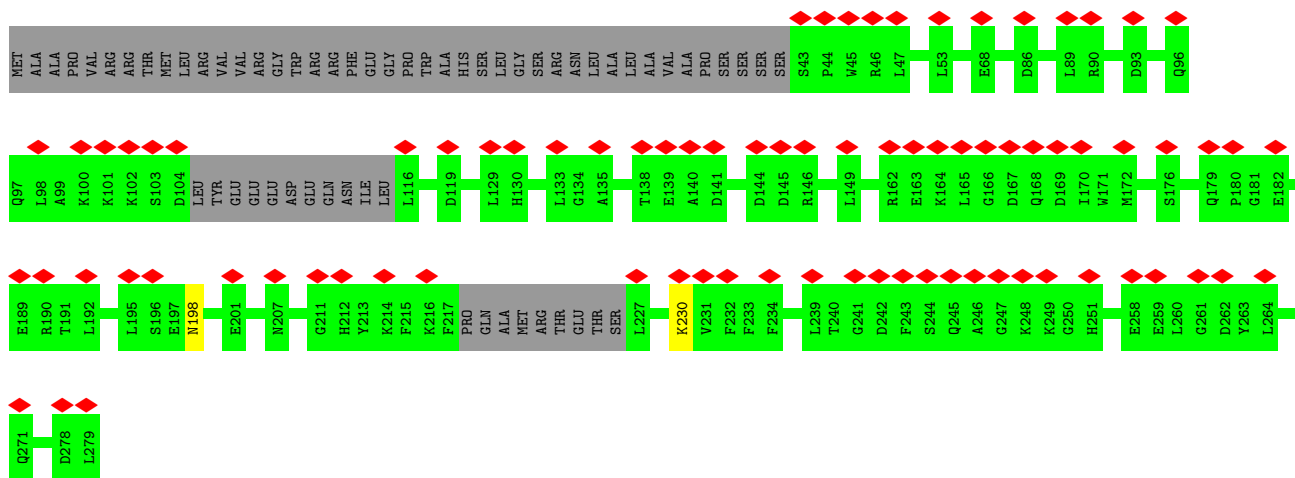 MET ALA ALA PRO VAL ARG ARG THR MET LEU ARG VAL VAL ARG GLY TRP ARG ARG PHE GLU GLY PRO TRP ALA HIS SER LEU GLY SER ARG ASN LEU ALA LEU ALA VAL ALA PRO SER SER SER SER S43 P44 W45 R46 L47 L53 E68 D86 L89 R90 D93 Q96
Q97 L98 A99 K100 K101 K102 S103 D104 LEU TYR GLU GLU GLU ASP GLU GLN ASN ILE LEU L116 D119 L129 H130 L133 G134 A135 T138 E139 A140 D141 D144 D145 R146 L149 R162 E163 K164 L165 G166 D167 Q168 D169 I170 W171 M172 S176 Q179 P180 G181 E182
E189 R190 T191 L192 L195 S196 E197 N198 E201 N207 G211 H212 Y213 K214 F215 K216 F217 PRO GLN ALA MET ARG THR GLU THR SER L227 K230 V231 F232 F233 F234 L239 T240 G241 D242 F243 S244 Q245 A246 G247 K248 K249 G250 H251 E258 E259 L260 G261 D262 Y263 L264
Q271 D278 L279